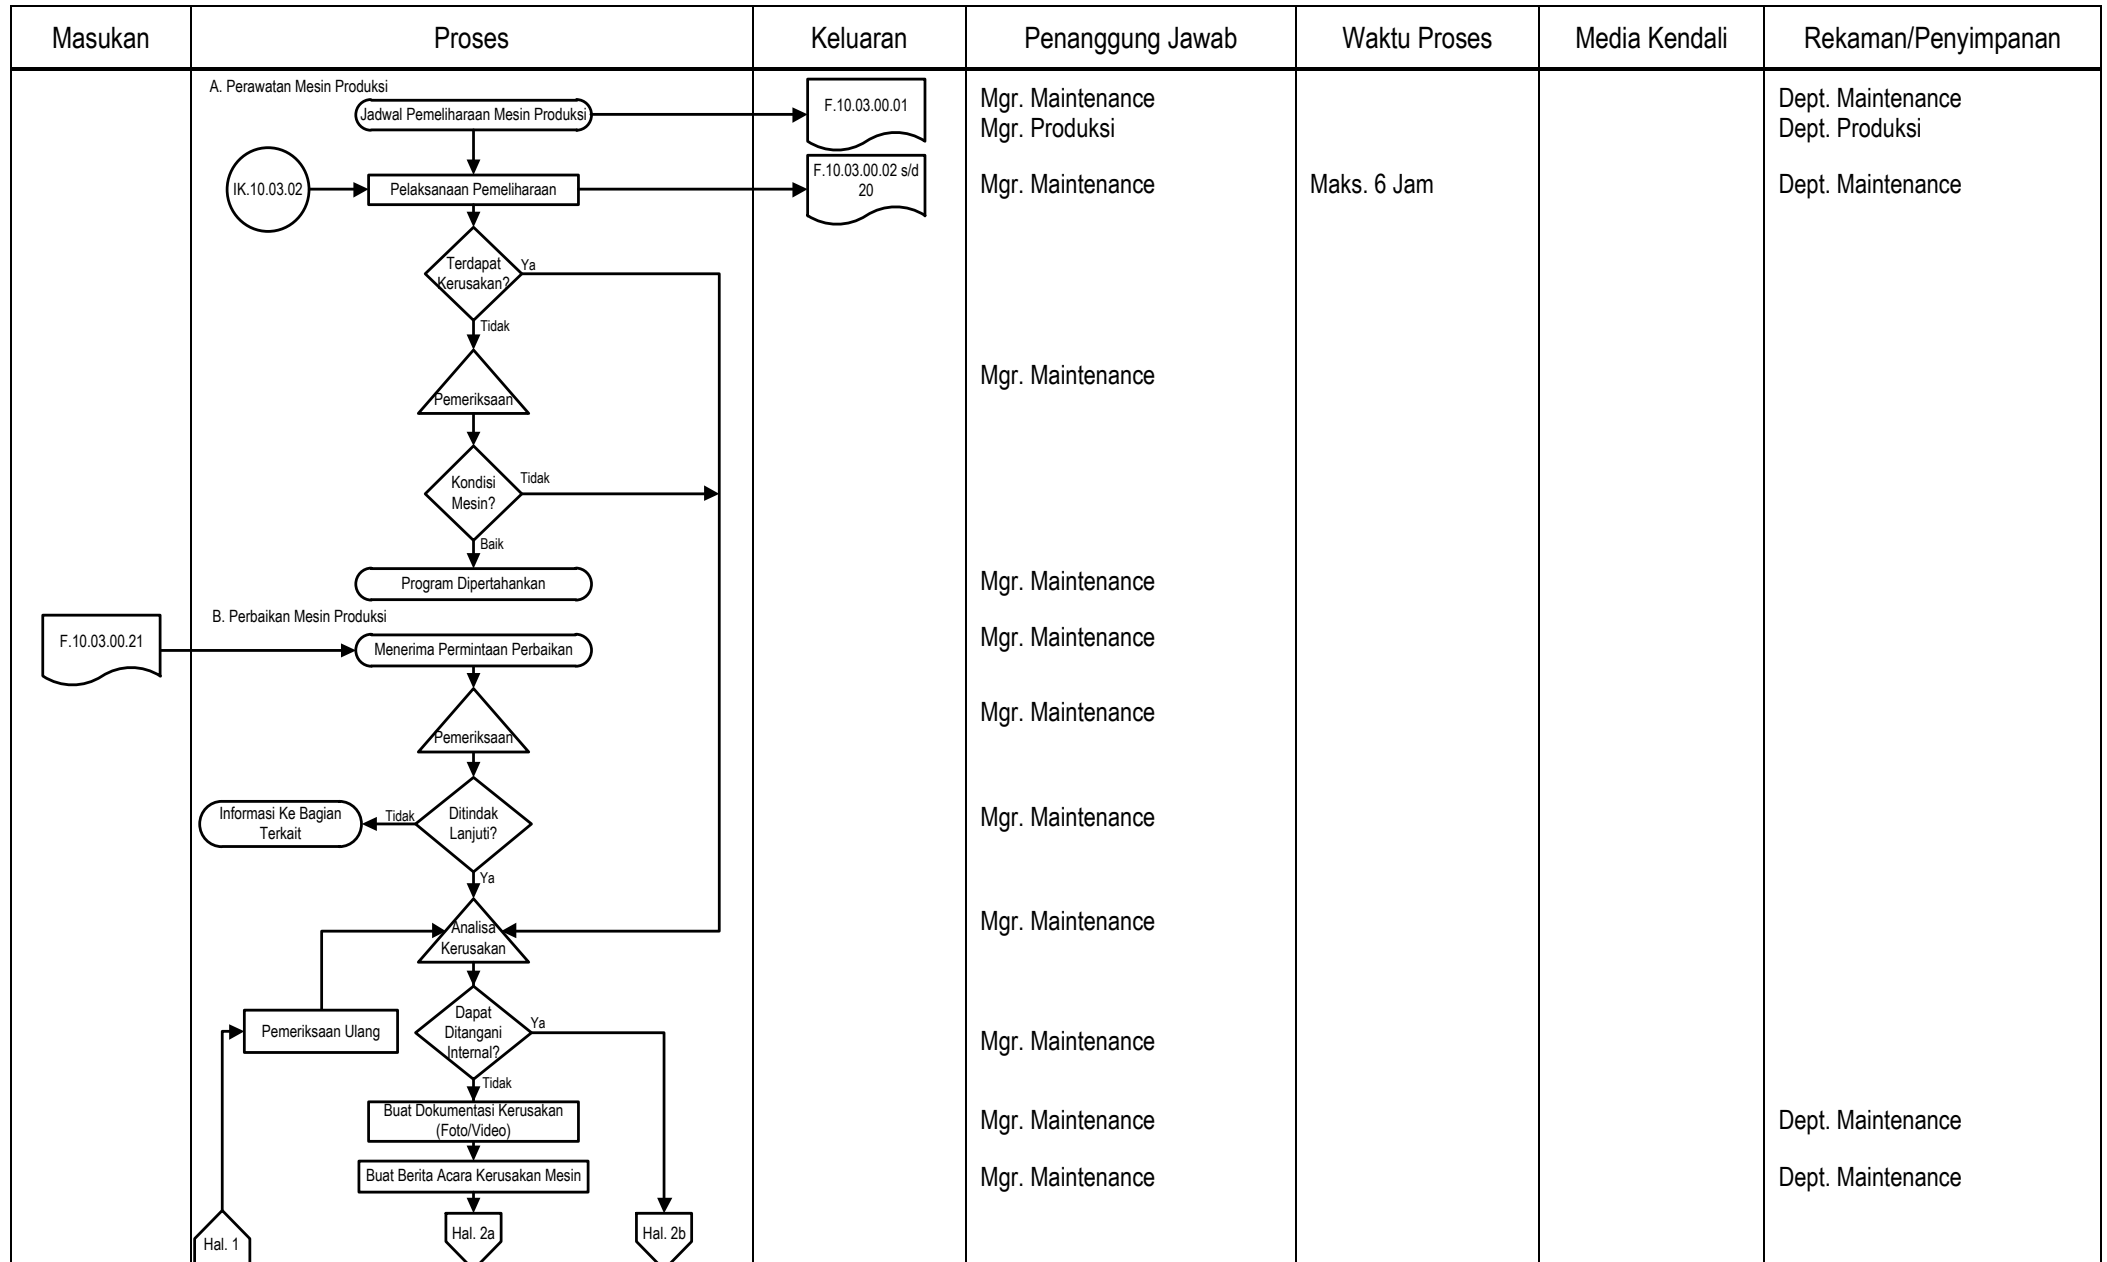 Masukan
Proses
Keluaran
Penanggung Jawab
Waktu Proses
Media Kendali
Rekaman/Penyimpanan
A. Perawatan Mesin Produksi
Jadwal Pemeliharaan Mesin Produksi
F.10.03.00.01
Mgr. Maintenance
Mgr. Produksi
Dept. Maintenance
Dept. Produksi
IK.10.03.02
Pelaksanaan Pemeliharaan
F.10.03.00.02 s/d
20
Mgr. Maintenance
Maks. 6 Jam
Dept. Maintenance
Terdapat
Kerusakan?
Ya
Tidak
Pemeriksaan
Mgr. Maintenance
Kondisi
Mesin?
Tidak
Baik
Program Dipertahankan
Mgr. Maintenance
B. Perbaikan Mesin Produksi
F.10.03.00.21
Menerima Permintaan Perbaikan
Mgr. Maintenance
Pemeriksaan
Mgr. Maintenance
Informasi Ke Bagian
Terkait
Tidak
Ditindak
Lanjuti?
Mgr. Maintenance
Ya
Analisa
Kerusakan
Mgr. Maintenance
Pemeriksaan Ulang
Dapat
Ditangani
Internal?
Ya
Mgr. Maintenance
Tidak
Buat Dokumentasi Kerusakan
(Foto/Video)
Mgr. Maintenance
Dept. Maintenance
Buat Berita Acara Kerusakan Mesin
Mgr. Maintenance
Dept. Maintenance
Hal. 1
Hal. 2a
Hal. 2b